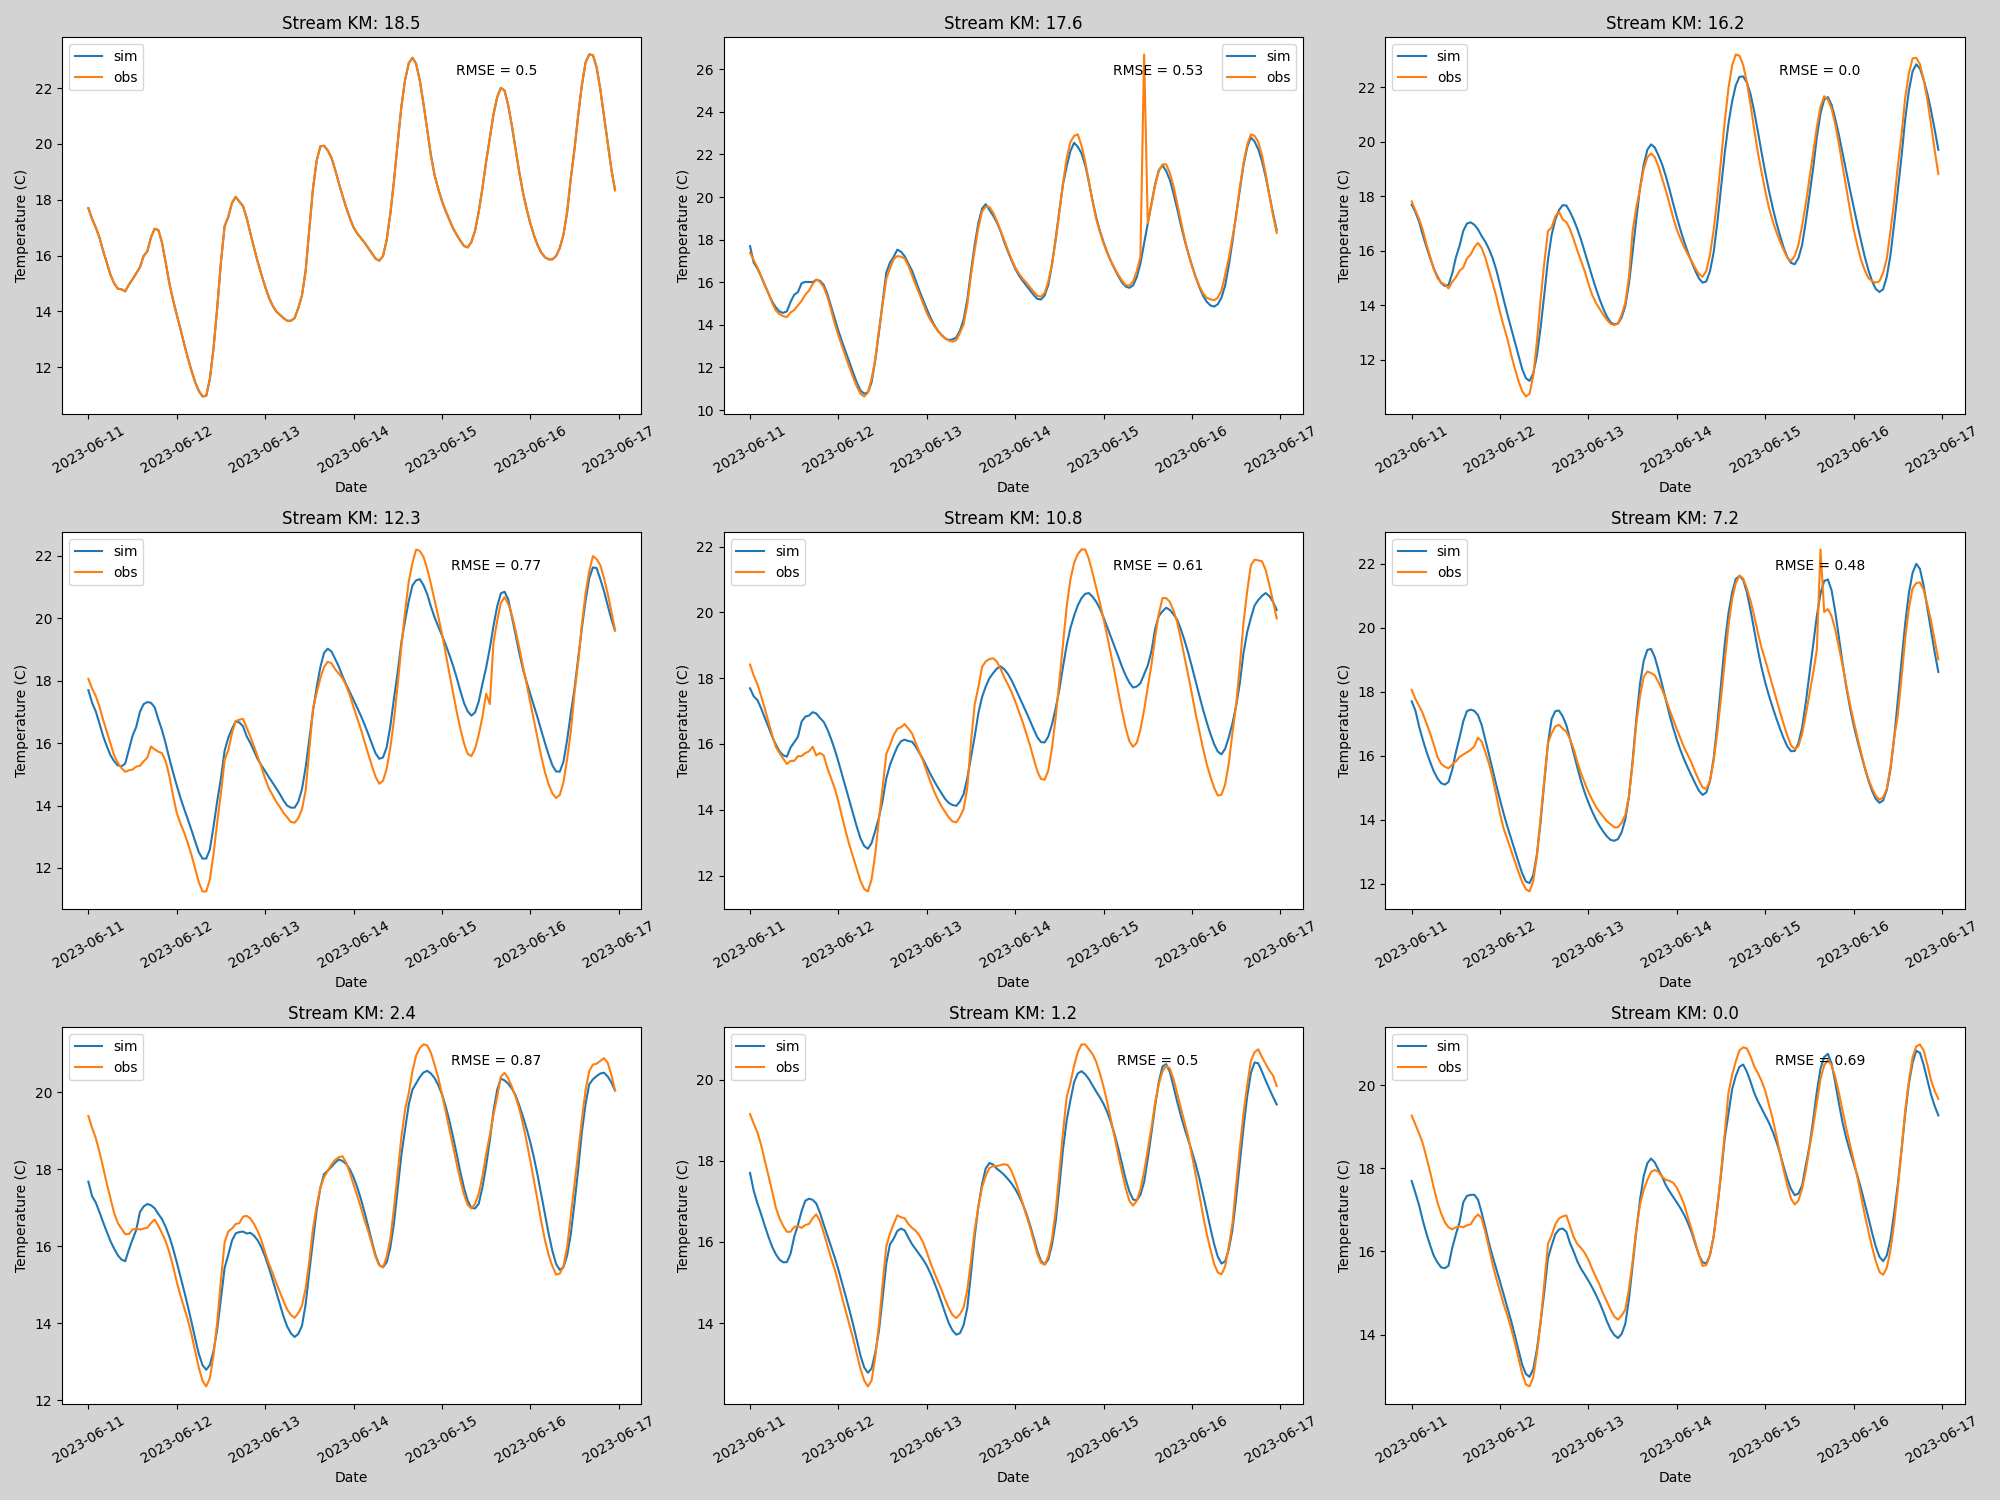 Stream KM: 18.5
sim
obs
RMSE = 0.5
Temperature (C)
22
20
18
16
14
12
2023-06-11
2023-06-12
2023-06-13
2023-06-14
2023-06-15
2023-06-16
2023-06-17
Date
Stream KM: 17.6
sim
obs
RMSE = 0.53
Temperature (C)
26
24
22
20
18
16
14
12
10
2023-06-11
2023-06-12
2023-06-13
2023-06-14
2023-06-15
2023-06-16
2023-06-17
Date
Stream KM: 16.2
sim
obs
RMSE = 0.0
Temperature (C)
22
20
18
16
14
12
2023-06-11
2023-06-12
2023-06-13
2023-06-14
2023-06-15
2023-06-16
2023-06-17
Date
Stream KM: 12.3
sim
obs
RMSE = 0.77
Temperature (C)
22
20
18
16
14
12
2023-06-11
2023-06-12
2023-06-13
2023-06-14
2023-06-15
2023-06-16
2023-06-17
Date
Stream KM: 10.8
sim
obs
RMSE = 0.61
Temperature (C)
22
20
18
16
14
12
2023-06-11
2023-06-12
2023-06-13
2023-06-14
2023-06-15
2023-06-16
2023-06-17
Date
Stream KM: 7.2
sim
obs
RMSE = 0.48
Temperature (C)
22
20
18
16
14
12
2023-06-11
2023-06-12
2023-06-13
2023-06-14
2023-06-15
2023-06-16
2023-06-17
Date
Stream KM: 2.4
sim
obs
RMSE = 0.87
Temperature (C)
20
18
16
14
12
2023-06-11
2023-06-12
2023-06-13
2023-06-14
2023-06-15
2023-06-16
2023-06-17
Date
Stream KM: 1.2
sim
obs
RMSE = 0.5
Temperature (C)
20
18
16
14
2023-06-11
2023-06-12
2023-06-13
2023-06-14
2023-06-15
2023-06-16
2023-06-17
Date
Stream KM: 0.0
sim
obs
RMSE = 0.69
Temperature (C)
20
18
16
14
2023-06-11
2023-06-12
2023-06-13
2023-06-14
2023-06-15
2023-06-16
2023-06-17
Date